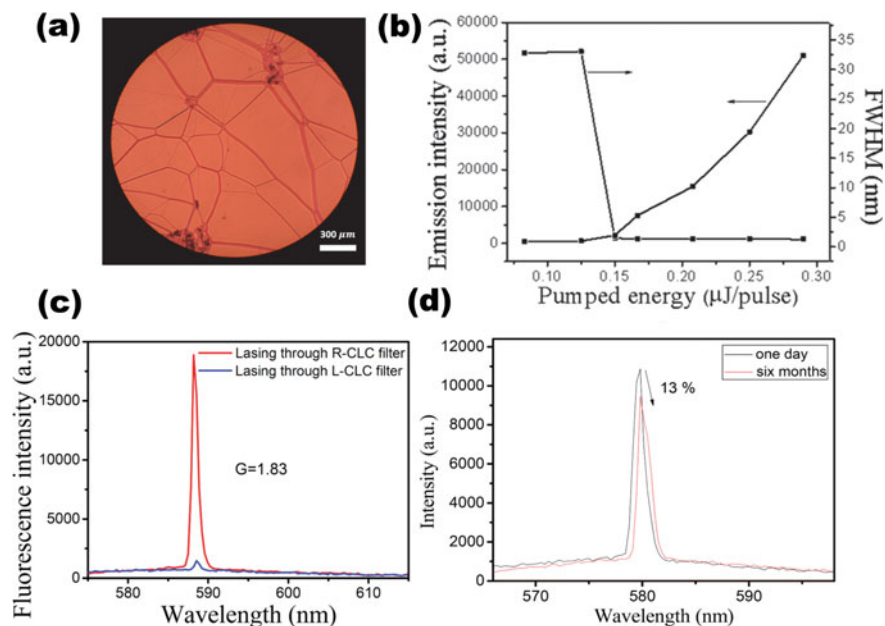 (a)
300 μm
(b)
Emission intensity (a.u.)
60000
50000
40000
30000
20000
10000
0
0.10
0.15
0.20
0.25
0.30
Pumped energy (μJ/pulse)
35
30
25
20
15
10
5
0
FWHM (nm)
(c)
Fluorescence intensity (a.u.)
20000
15000
10000
5000
0
Lasing through R-CLC filter
Lasing through L-CLC filter
G=1.83
580
590
600
610
Wavelength (nm)
(d)
Intensity (a.u.)
12000
10000
8000
6000
4000
2000
0
one day
six months
13 %
570
580
590
Wavelength (nm)